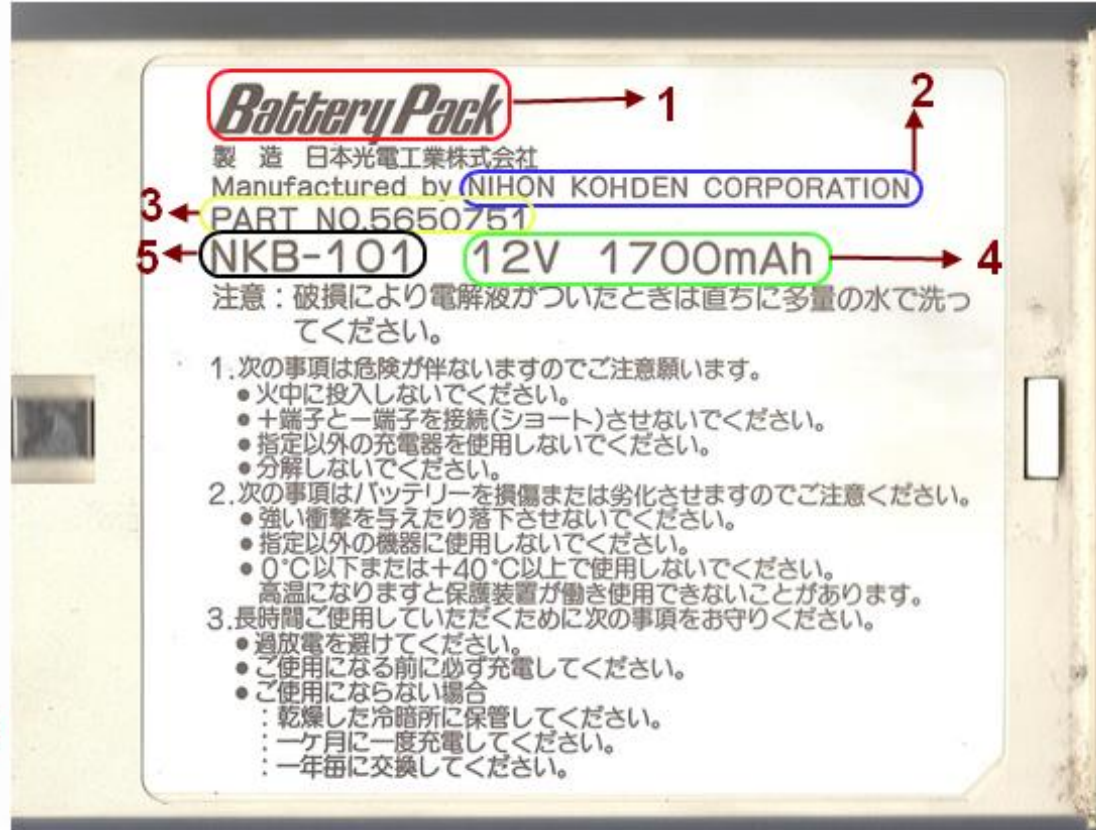 Battery Pack
1
2
製 造 日本光電工業株式会社
Manufactured by NIHON KOHDEN CORPORATION
3
PART NO.5650751
5
NKB-101 12V 1700mAh
4
注意:破損により電解液がついたときは直ちに多量の水で洗っ
てください。
1.次の事項は危険が伴ないますのでご注意願います。
●火中に投入しないでください。
●+端子と−端子を接続(ショート)させないでください。
●指定以外の充電器を使用しないでください。
●分解しないでください。
2.次の事項はバッテリーを損傷または劣化させますのでご注意ください。
●強い衝撃を与えたり落下させないでください。
●指定以外の機器に使用しないでください。
●0℃以下または+40℃以上で使用しないでください。
高温になりますと保護装置が働き使用できないことがあります。
3.長時間ご使用していただくために次の事項をお守りください。
●過放電を避けてください。
●ご使用になる前に必ず充電してください。
●ご使用にならない場合
:乾燥した冷暗所に保管してください。
:一ケ月に一度充電してください。
:一年毎に交換してください。